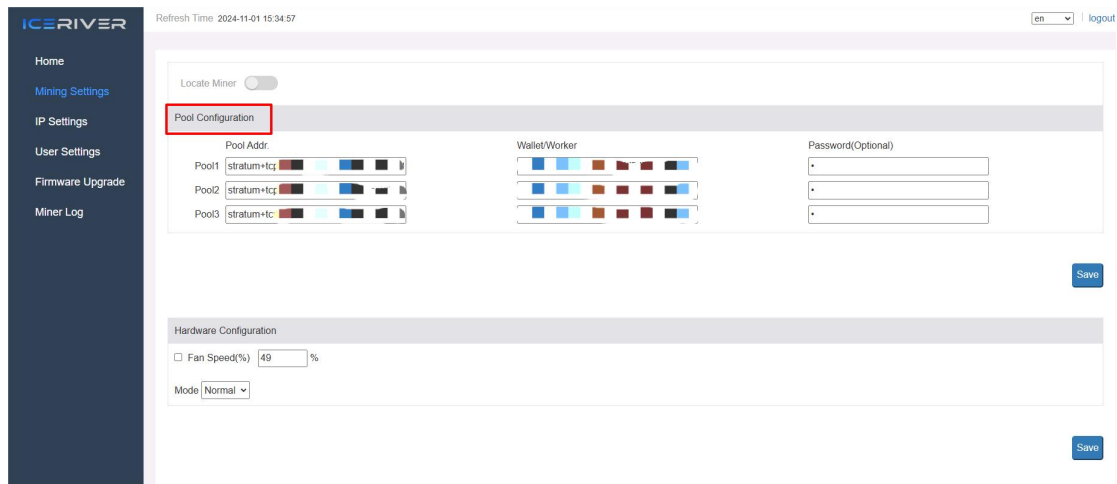 ICERIVER
Refresh Time 2024-11-01 15:34:57
en
logout
Home
Mining Settings
IP Settings
User Settings
Firmware Upgrade
Miner Log
Locate Miner
Pool Configuration
Pool Addr. Wallet/Worker Password(Optional)
Pool1 stratum+tcp
Pool2 stratum+tcp
Pool3 stratum+tc
Save
Hardware Configuration
Fan Speed(%) 49 %
Mode Normal
Save